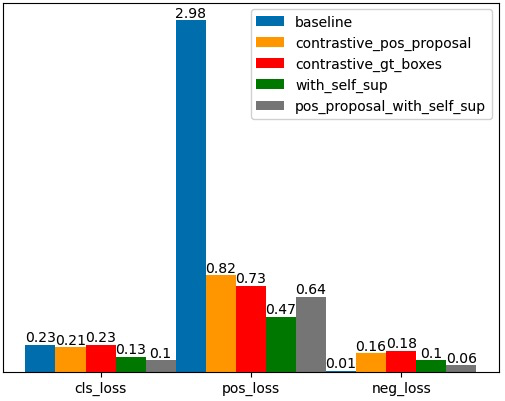 2.98
baseline
contrastive_pos_proposal
contrastive_gt_boxes
with_self_sup
pos_proposal_with_self_sup
0.23 0.21 0.23 0.13 0.1 0.82 0.73 0.47 0.64 0.01 0.16 0.18 0.1 0.06
cls_loss pos_loss neg_loss